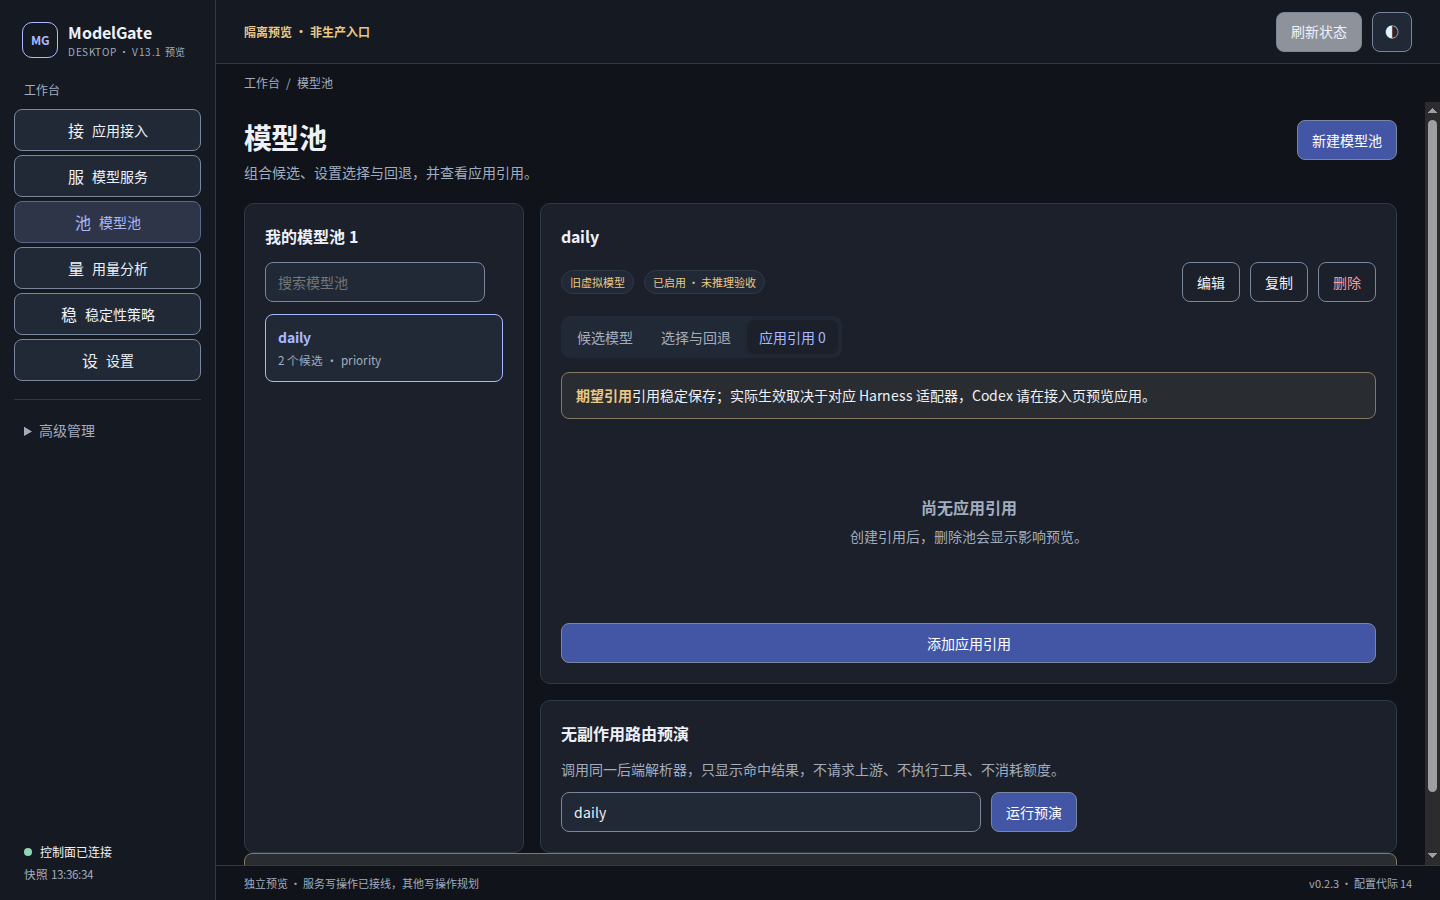 MG
ModelGate
DESKTOP · V13.1 预览
工作台
接 应用接入
服 模型服务
池 模型池
量 用量分析
稳 稳定性策略
设 设置
▶ 高级管理
控制面已连接
快照 13:36:34
隔离预览 · 非生产入口
刷新状态
工作台 / 模型池
模型池
组合候选、设置选择与回退，并查看应用引用。
新建模型池
我的模型池 1
搜索模型池
daily
2 个候选 · priority
daily
旧虚拟模型
已启用 · 未推理验收
编辑
复制
删除
候选模型
选择与回退
应用引用 0
期望引用引用稳定保存；实际生效取决于对应 Harness 适配器，Codex 请在接入页预览应用。
尚无应用引用
创建引用后，删除池会显示影响预览。
添加应用引用
无副作用路由预演
调用同一后端解析器，只显示命中结果，不请求上游、不执行工具、不消耗额度。
daily
运行预演
独立预览 · 服务写操作已接线，其他写操作规划
v0.2.3 · 配置代际 14